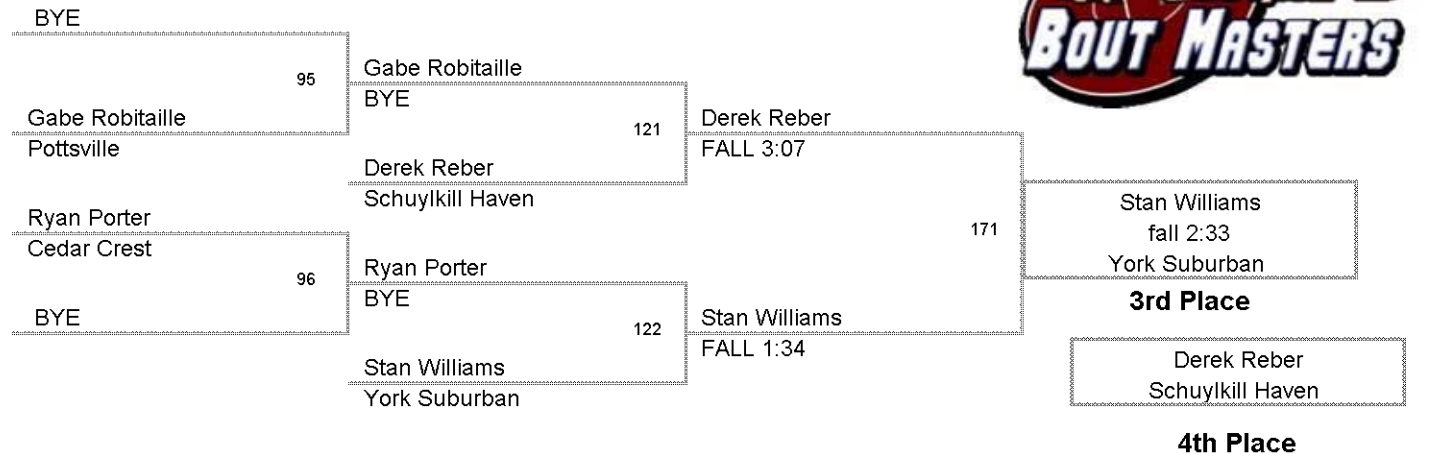 BYE
95
Gabe Robitaille
Pottsville
Ryan Porter
Cedar Crest
96
BYE
Gabe Robitaille
BYE
121
Derek Reber
Schuylkill Haven
Ryan Porter
BYE
122
Stan Williams
York Suburban
Derek Reber
FALL 3:07
171
Stan Williams
FALL 1:34
BOUT MASTERS
Stan Williams
fall 2:33
York Suburban
3rd Place
Derek Reber
Schuylkill Haven
4th Place